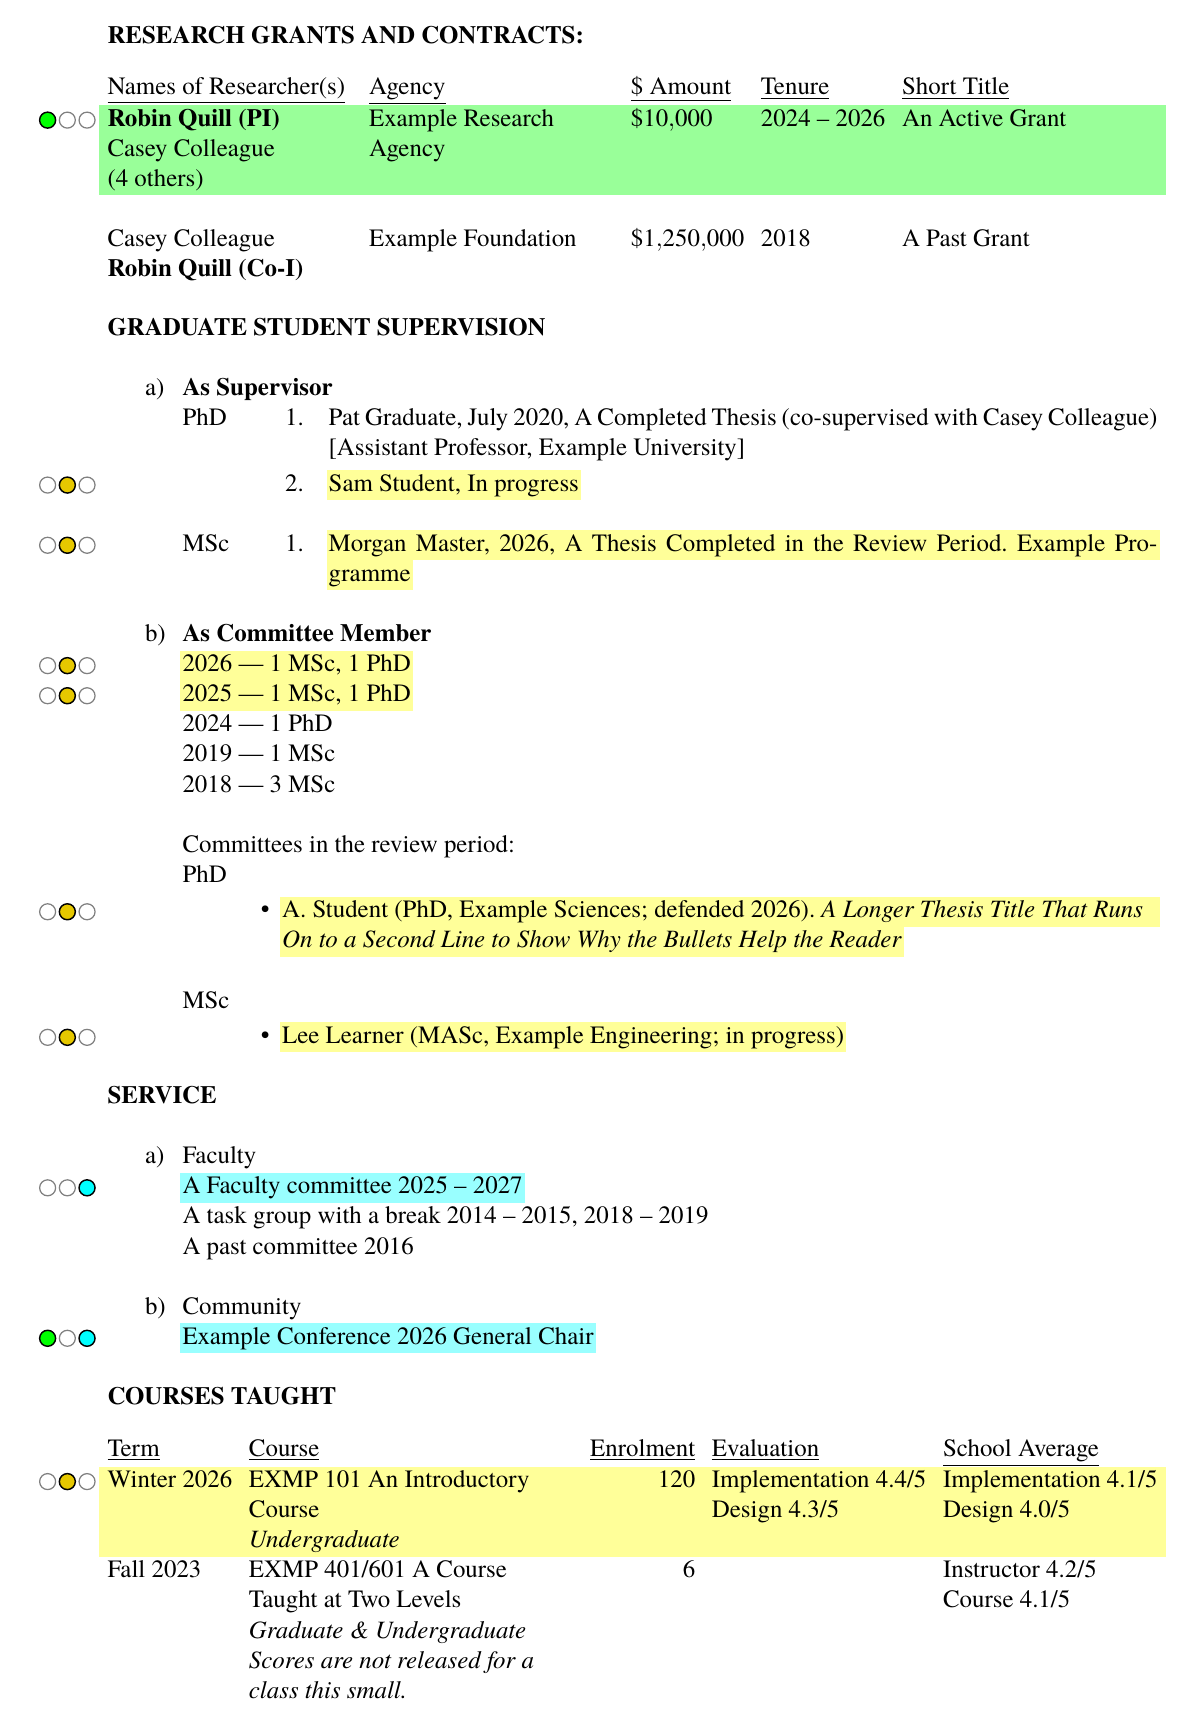 RESEARCH GRANTS AND CONTRACTS:
Names of Researcher(s) Agency $ Amount Tenure Short Title
Robin Quill (PI) Example Research $10,000 2024 – 2026 An Active Grant
Casey Colleague Agency
(4 others)
Casey Colleague Example Foundation $1,250,000 2018 A Past Grant
Robin Quill (Co-I)
GRADUATE STUDENT SUPERVISION
a) As Supervisor
PhD 1. Pat Graduate, July 2020, A Completed Thesis (co-supervised with Casey Colleague)
[Assistant Professor, Example University]
2. Sam Student, In progress
MSc 1. Morgan Master, 2026, A Thesis Completed in the Review Period. Example Pro-
gramme
b) As Committee Member
2026 — 1 MSc, 1 PhD
2025 — 1 MSc, 1 PhD
2024 — 1 PhD
2019 — 1 MSc
2018 — 3 MSc
Committees in the review period:
PhD
• A. Student (PhD, Example Sciences; defended 2026). A Longer Thesis Title That Runs
On to a Second Line to Show Why the Bullets Help the Reader
MSc
• Lee Learner (MASc, Example Engineering; in progress)
SERVICE
a) Faculty
A Faculty committee 2025 – 2027
A task group with a break 2014 – 2015, 2018 – 2019
A past committee 2016
b) Community
Example Conference 2026 General Chair
COURSES TAUGHT
Term Course Enrolment Evaluation School Average
Winter 2026 EXMP 101 An Introductory 120 Implementation 4.4/5 Implementation 4.1/5
Course Design 4.3/5 Design 4.0/5
Undergraduate
Fall 2023 EXMP 401/601 A Course 6 Instructor 4.2/5
Taught at Two Levels Course 4.1/5
Graduate & Undergraduate
Scores are not released for a
class this small.